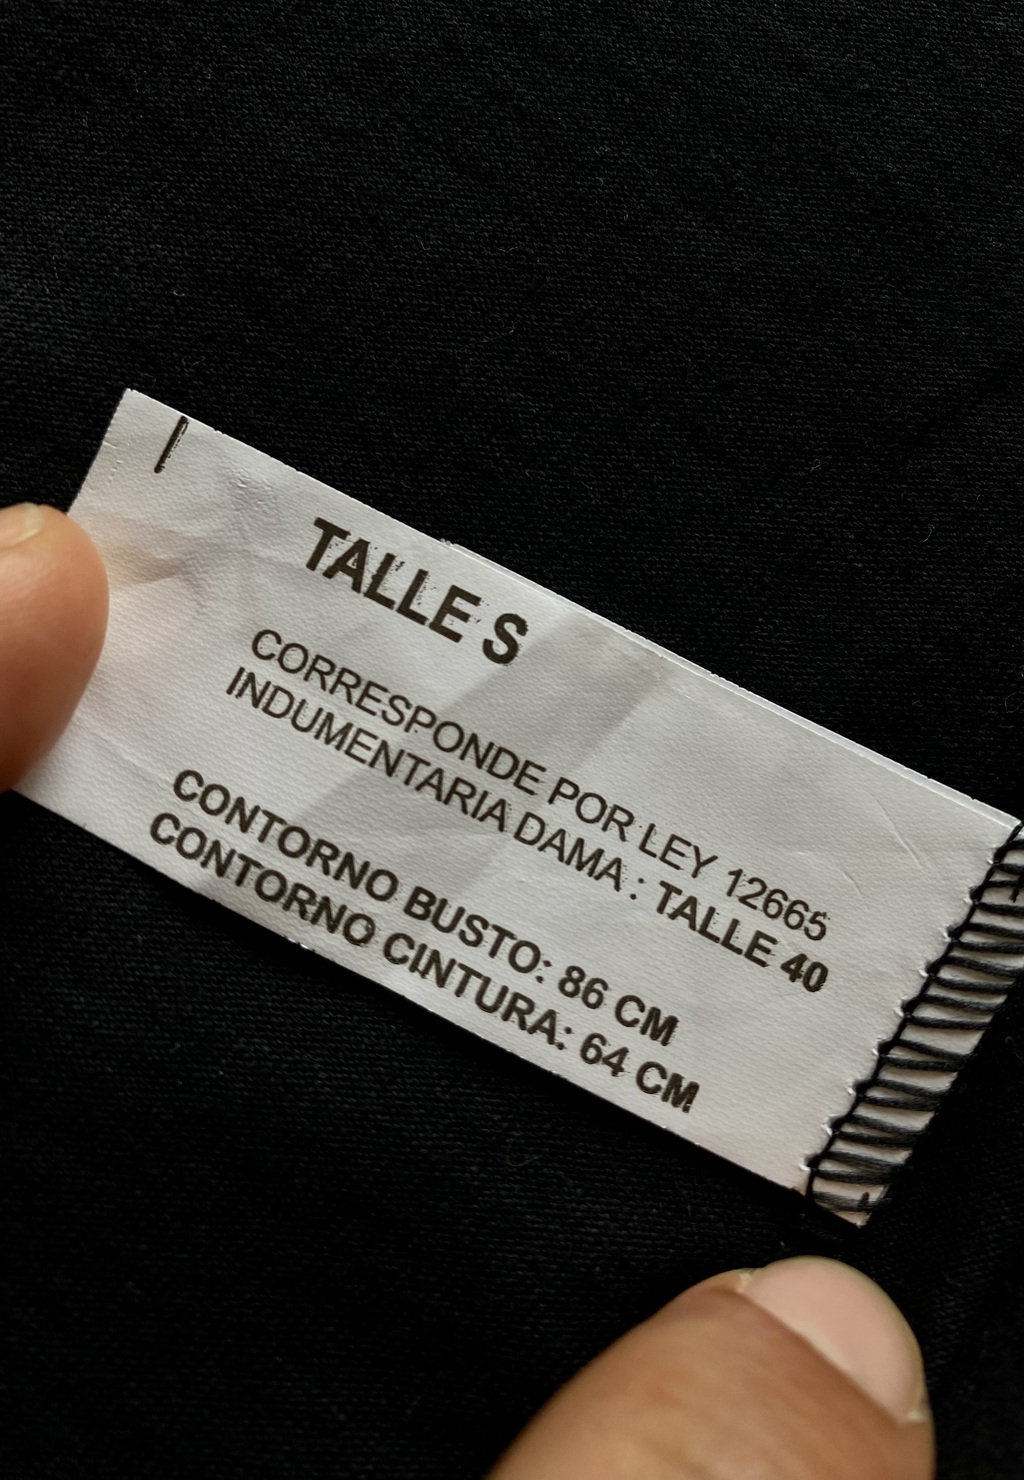 TALLE S
CORRESPONDE POR LEY 12665
INDUMENTARIA DAMA : TALLE 40
CONTORNO BUSTO: 86 CM
CONTORNO CINTURA: 64 CM